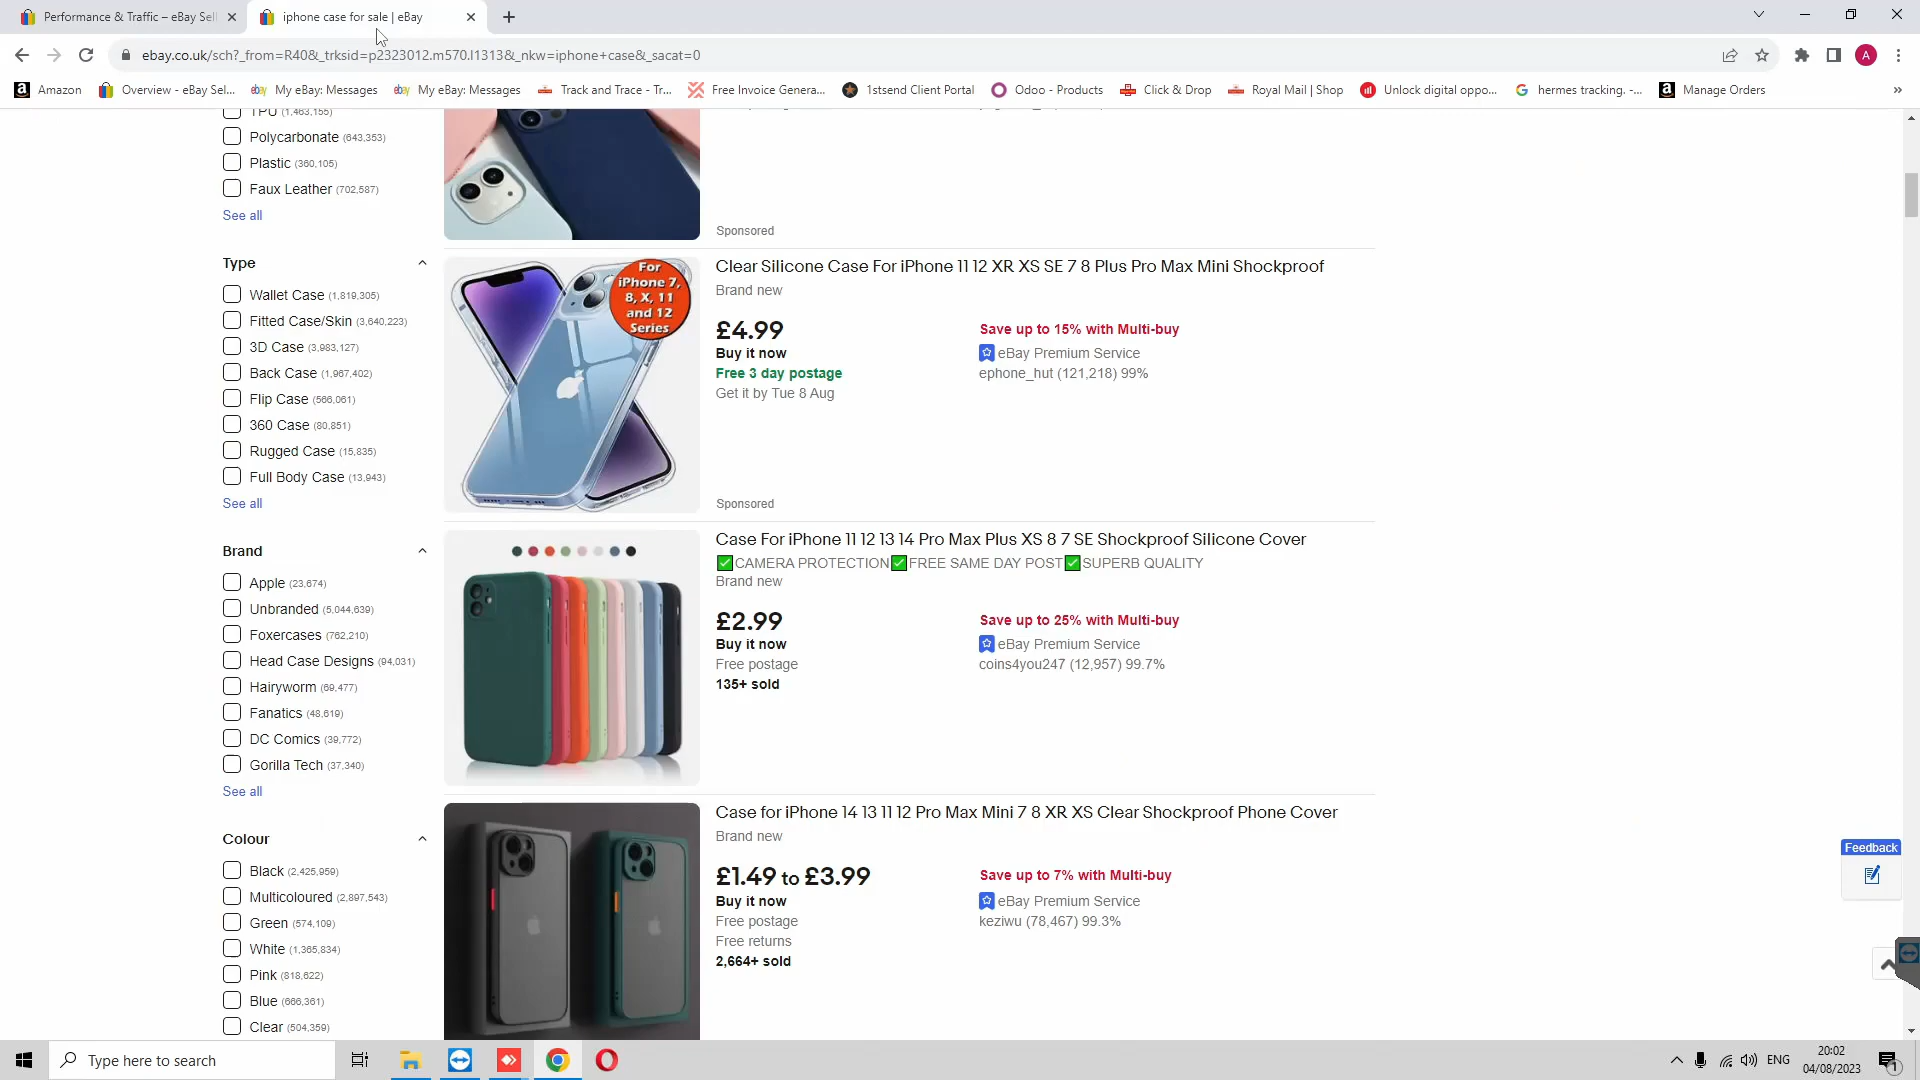 Performance & Traffic – eBay Sell
iphone case for sale | eBay
ebay.co.uk/sch?_from=R40&_trksid=p2323012.m570.l1313&_nkw=iphone+case&_sacat=0
A
Amazon
Overview - eBay Sel...
My eBay: Messages
My eBay: Messages
Track and Trace - Tr...
Free Invoice Genera...
1stsend Client Portal
Odoo - Products
Click & Drop
Royal Mail | Shop
Unlock digital oppo...
hermes tracking. -...
Manage Orders
TPU (1,463,155)
Polycarbonate (643,353)
Plastic (360,105)
Faux Leather (702,587)
See all
Type
Wallet Case (1,819,305)
Fitted Case/Skin (3,640,223)
3D Case (3,983,127)
Back Case (1,967,402)
Flip Case (566,061)
360 Case (80,851)
Rugged Case (15,835)
Full Body Case (13,943)
See all
Brand
Apple (23,674)
Unbranded (5,044,639)
Foxercases (762,210)
Head Case Designs (94,031)
Hairyworm (69,477)
Fanatics (48,619)
DC Comics (39,772)
Gorilla Tech (37,340)
See all
Colour
Black (2,425,959)
Multicoloured (2,897,543)
Green (574,109)
White (1,365,834)
Pink (818,622)
Blue (666,361)
Clear (504,359)
Sponsored
For
iPhone 7,
8, X, 11
and 12
Series
Clear Silicone Case For iPhone 11 12 XR XS SE 7 8 Plus Pro Max Mini Shockproof
Brand new
£4.99
Buy it now
Free 3 day postage
Get it by Tue 8 Aug
Save up to 15% with Multi-buy
eBay Premium Service
ephone_hut (121,218) 99%
Sponsored
Case For iPhone 11 12 13 14 Pro Max Plus XS 8 7 SE Shockproof Silicone Cover
✅CAMERA PROTECTION✅FREE SAME DAY POST✅SUPERB QUALITY
Brand new
£2.99
Buy it now
Free postage
135+ sold
Save up to 25% with Multi-buy
eBay Premium Service
coins4you247 (12,957) 99.7%
Case for iPhone 14 13 11 12 Pro Max Mini 7 8 XR XS Clear Shockproof Phone Cover
Brand new
£1.49 to £3.99
Buy it now
Free postage
Free returns
2,664+ sold
Save up to 7% with Multi-buy
eBay Premium Service
keziwu (78,467) 99.3%
Feedback
Type here to search
ENG
20:02
04/08/2023
1